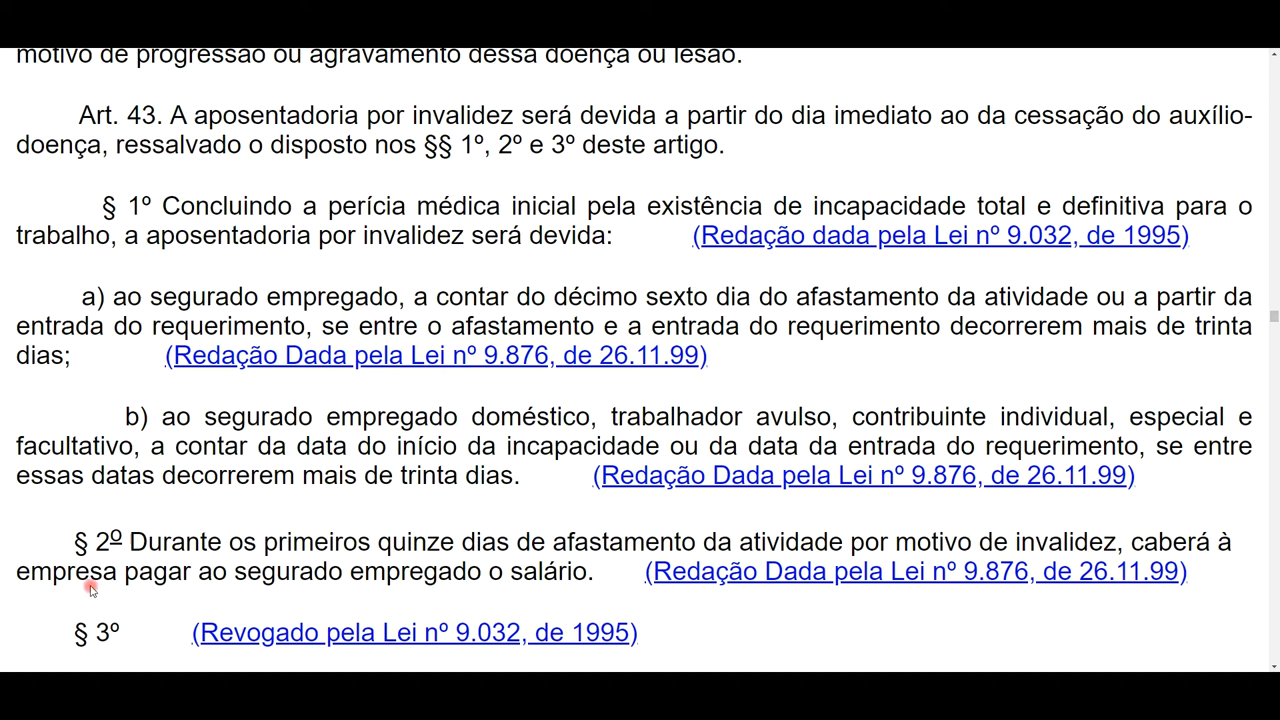 motivo de progressão ou agravamento dessa doença ou lesão.
Art. 43. A aposentadoria por invalidez será devida a partir do dia imediato ao da cessação do auxílio-
doença, ressalvado o disposto nos §§ 1º, 2º e 3º deste artigo.
§ 1º Concluindo a perícia médica inicial pela existência de incapacidade total e definitiva para o
trabalho, a aposentadoria por invalidez será devida: (Redação dada pela Lei nº 9.032, de 1995)
a) ao segurado empregado, a contar do décimo sexto dia do afastamento da atividade ou a partir da
entrada do requerimento, se entre o afastamento e a entrada do requerimento decorrerem mais de trinta
dias; (Redação Dada pela Lei nº 9.876, de 26.11.99)
b) ao segurado empregado doméstico, trabalhador avulso, contribuinte individual, especial e
facultativo, a contar da data do início da incapacidade ou da data da entrada do requerimento, se entre
essas datas decorrerem mais de trinta dias. (Redação Dada pela Lei nº 9.876, de 26.11.99)
§ 2º Durante os primeiros quinze dias de afastamento da atividade por motivo de invalidez, caberá à
empresa pagar ao segurado empregado o salário. (Redação Dada pela Lei nº 9.876, de 26.11.99)
§ 3º (Revogado pela Lei nº 9.032, de 1995)